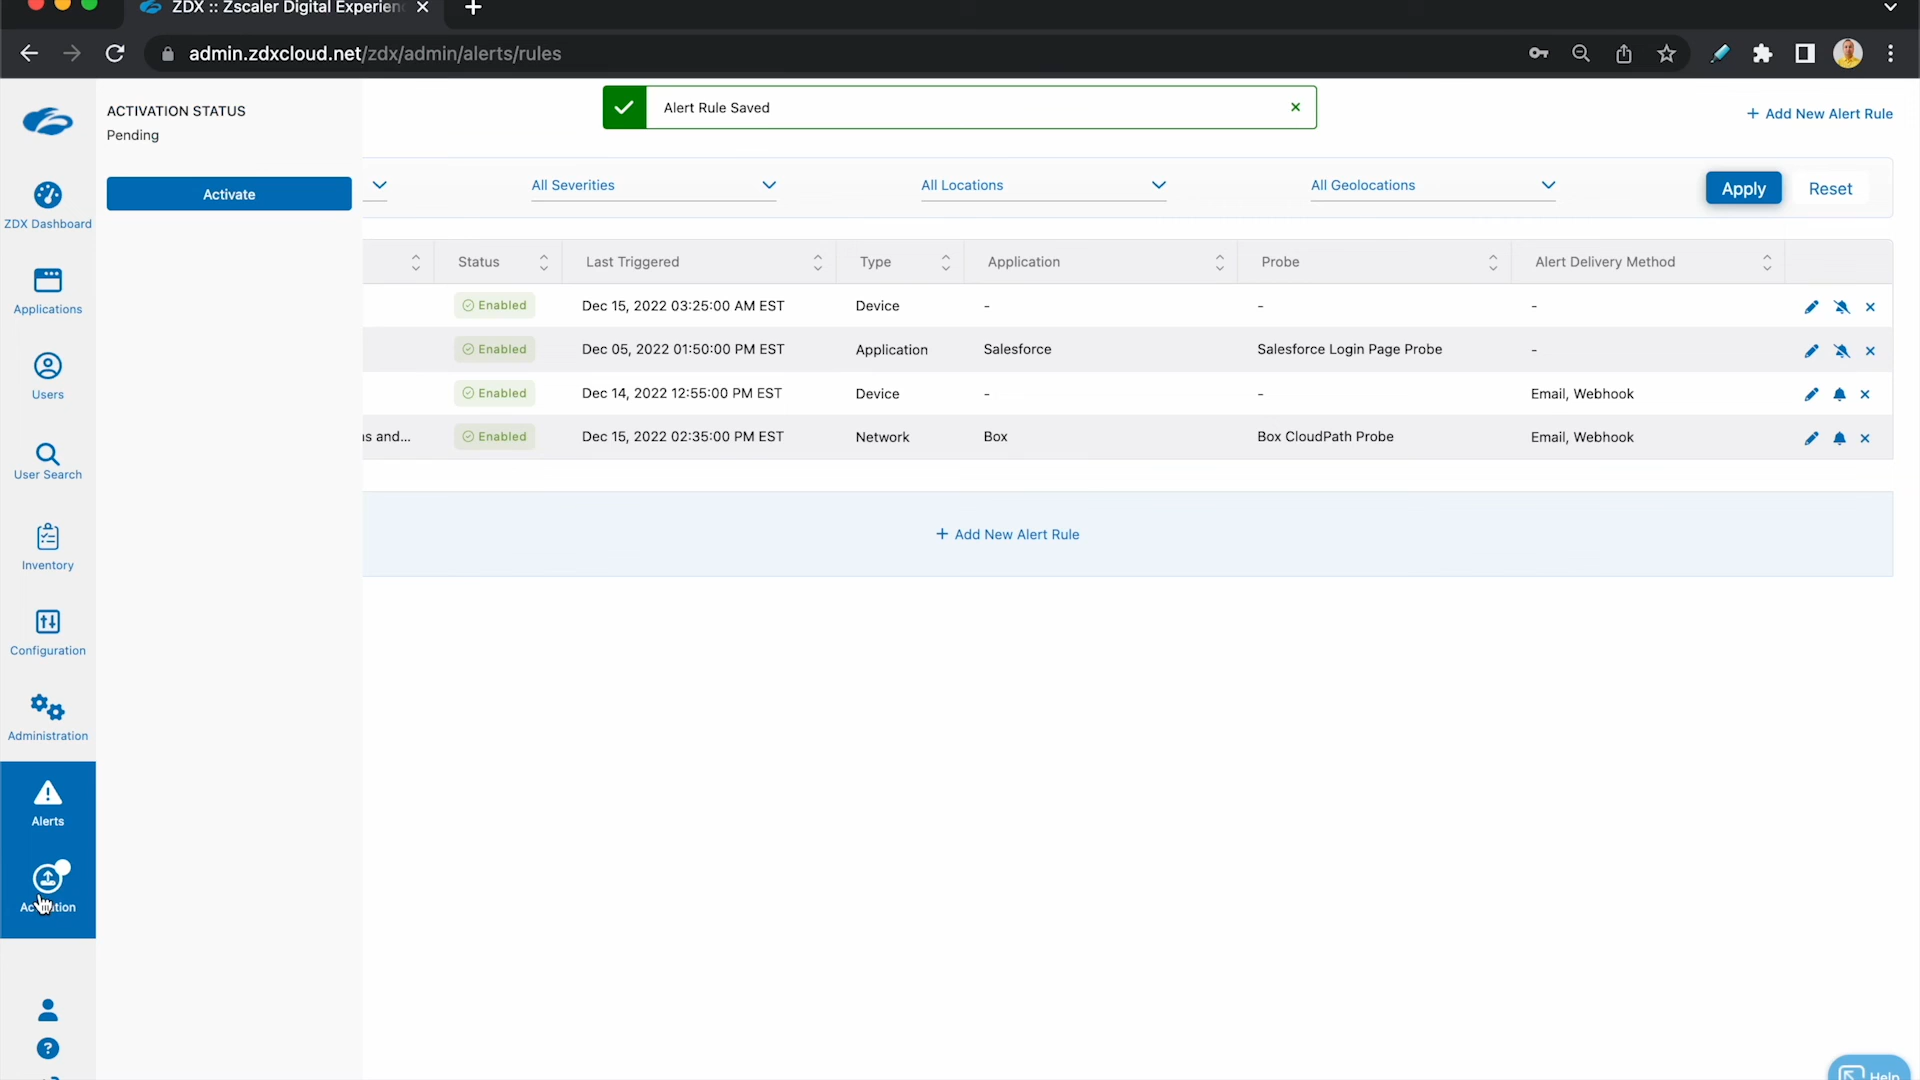 ZDX :: Zscaler Digital Experien
admin.zdxcloud.net/zdx/admin/alerts/rules
ACTIVATION STATUS
Pending
Activate
Alert Rule Saved
+ Add New Alert Rule
All Severities
All Locations
All Geolocations
Apply
Reset
Status
Last Triggered
Type
Application
Probe
Alert Delivery Method
Enabled
Dec 15, 2022 03:25:00 AM EST
Device
-
-
-
Enabled
Dec 05, 2022 01:50:00 PM EST
Application
Salesforce
Salesforce Login Page Probe
-
Enabled
Dec 14, 2022 12:55:00 PM EST
Device
-
-
Email, Webhook
s and...
Enabled
Dec 15, 2022 02:35:00 PM EST
Network
Box
Box CloudPath Probe
Email, Webhook
+ Add New Alert Rule
ZDX Dashboard
Applications
Users
User Search
Inventory
Configuration
Administration
Alerts
Activation
Help